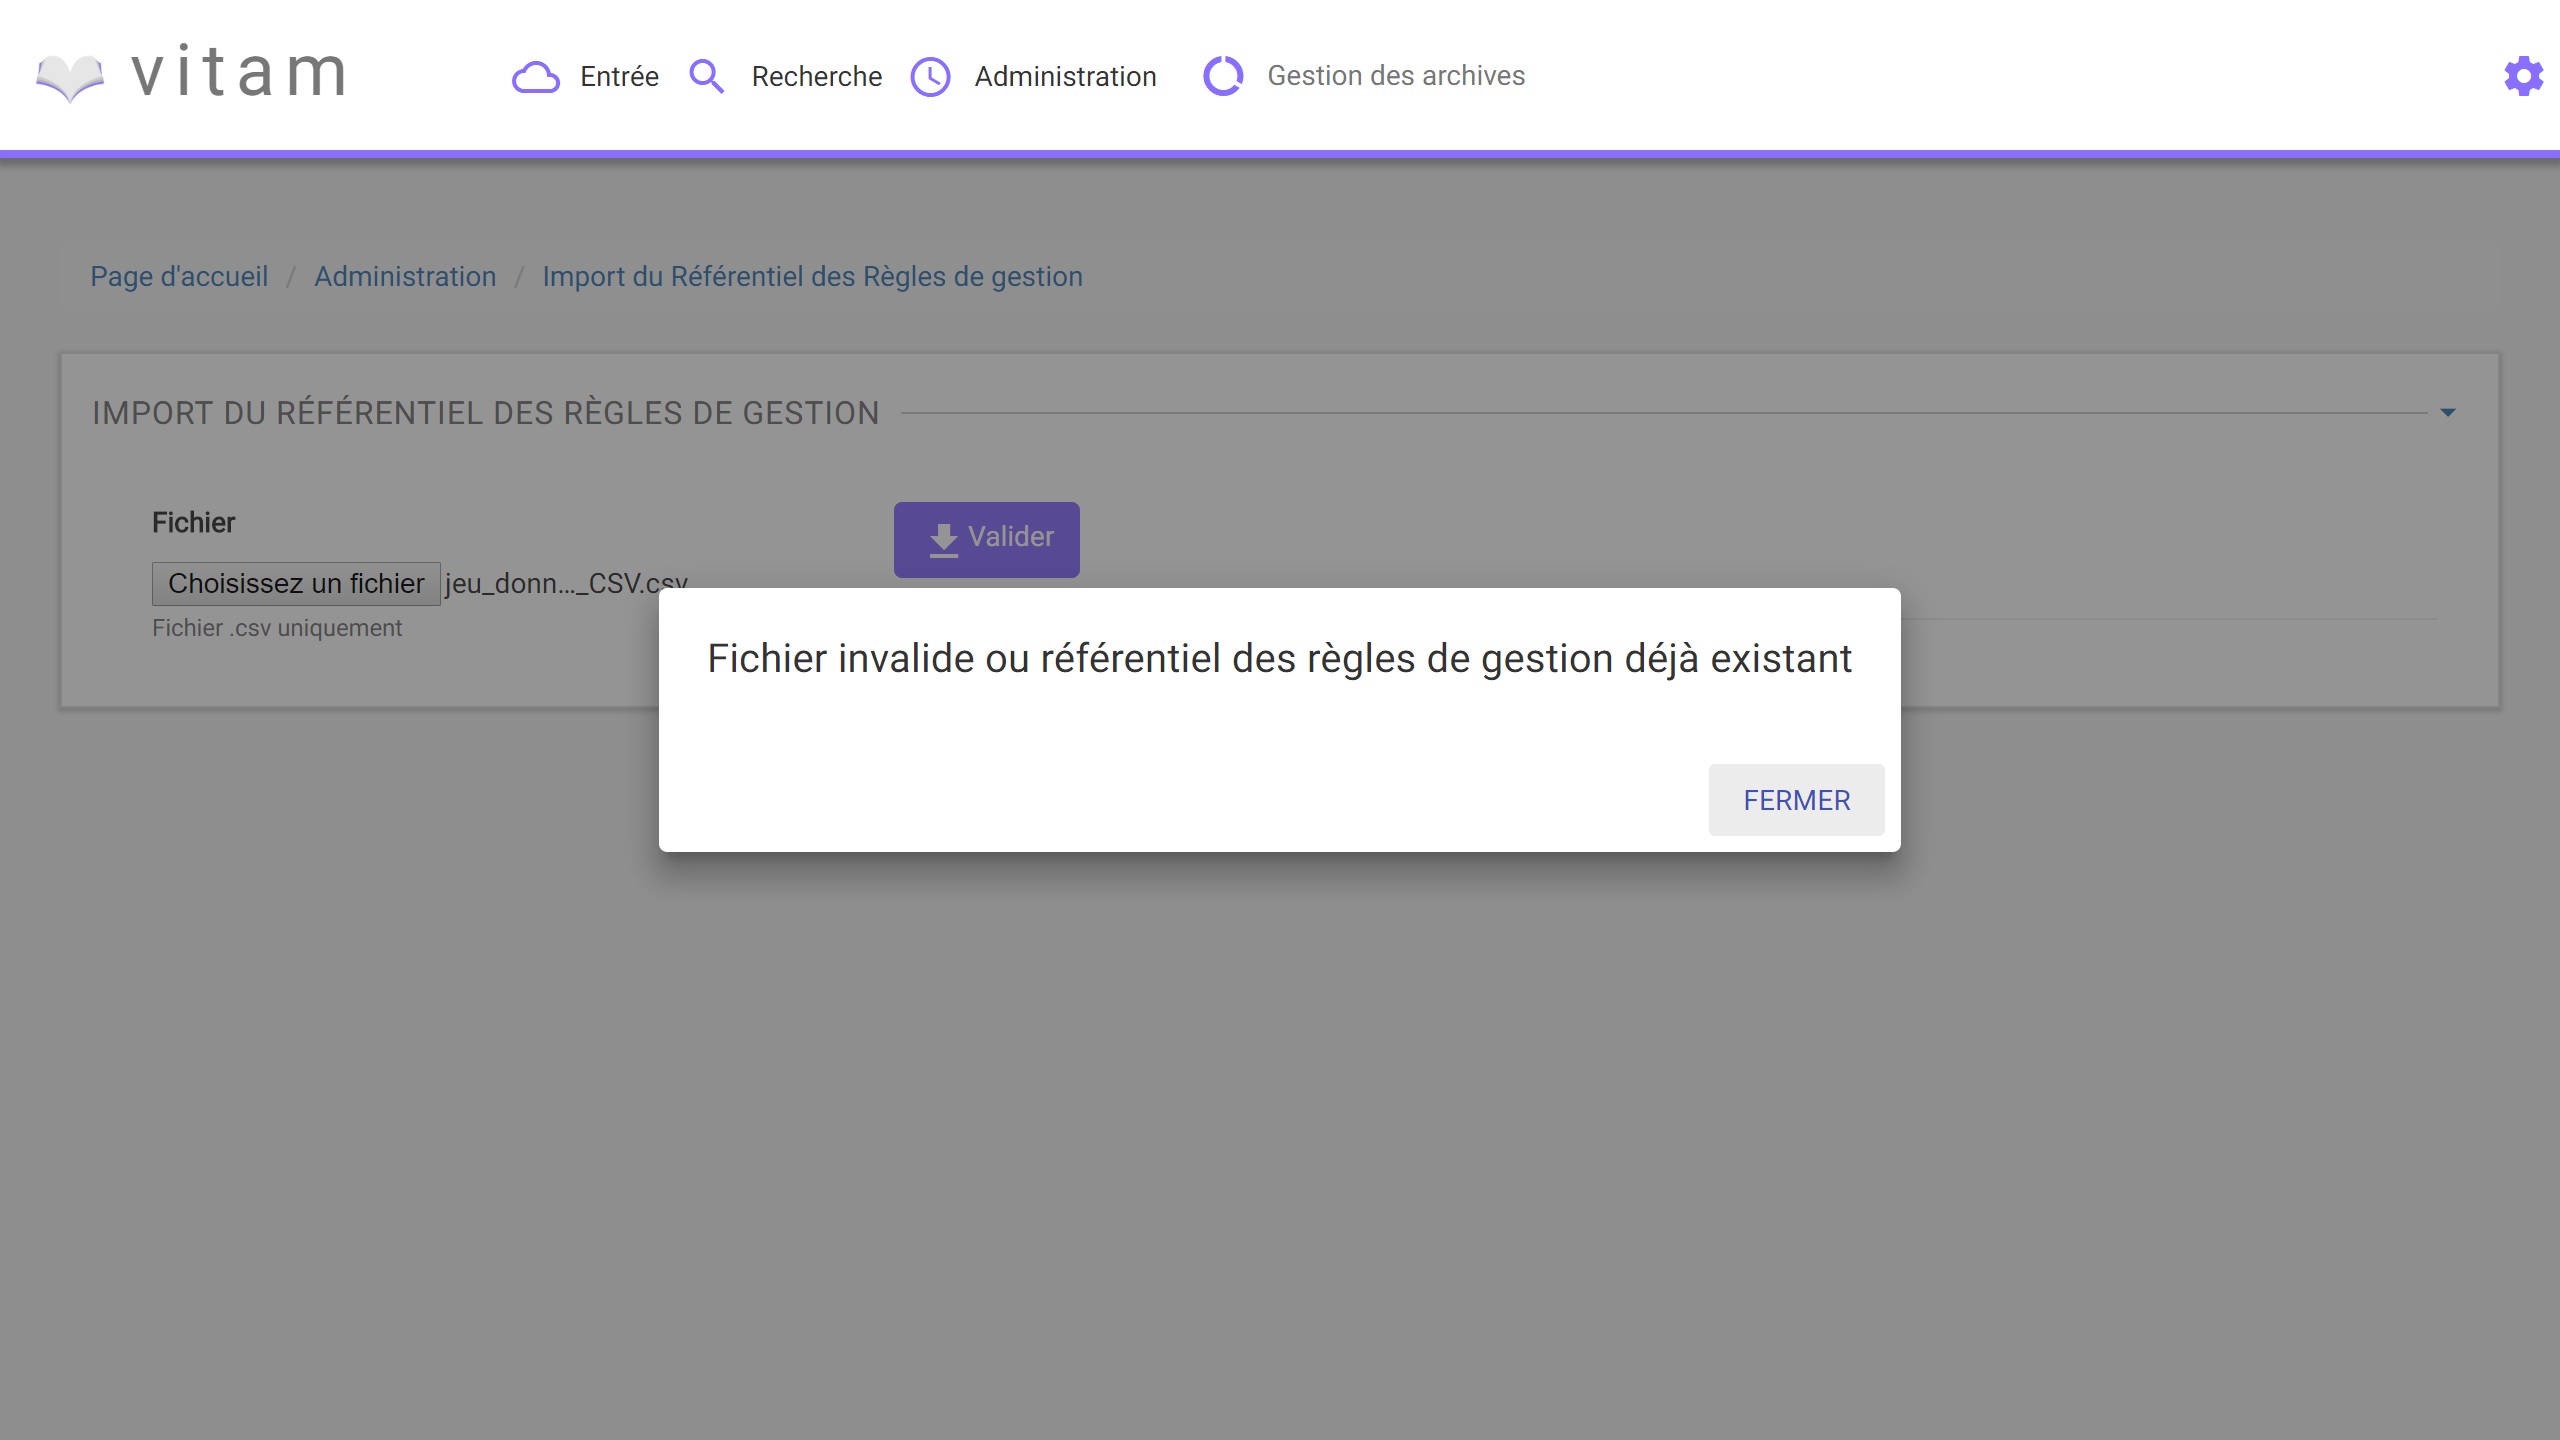 vitam
Entrée Recherche Administration Gestion des archives
Page d'accueil / Administration / Import du Référentiel des Règles de gestion
IMPORT DU RÉFÉRENTIEL DES RÈGLES DE GESTION
Fichier
Valider
Choisissez un fichier jeu_donn..._CSV.csv
Fichier .csv uniquement
Fichier invalide ou référentiel des règles de gestion déjà existant
FERMER